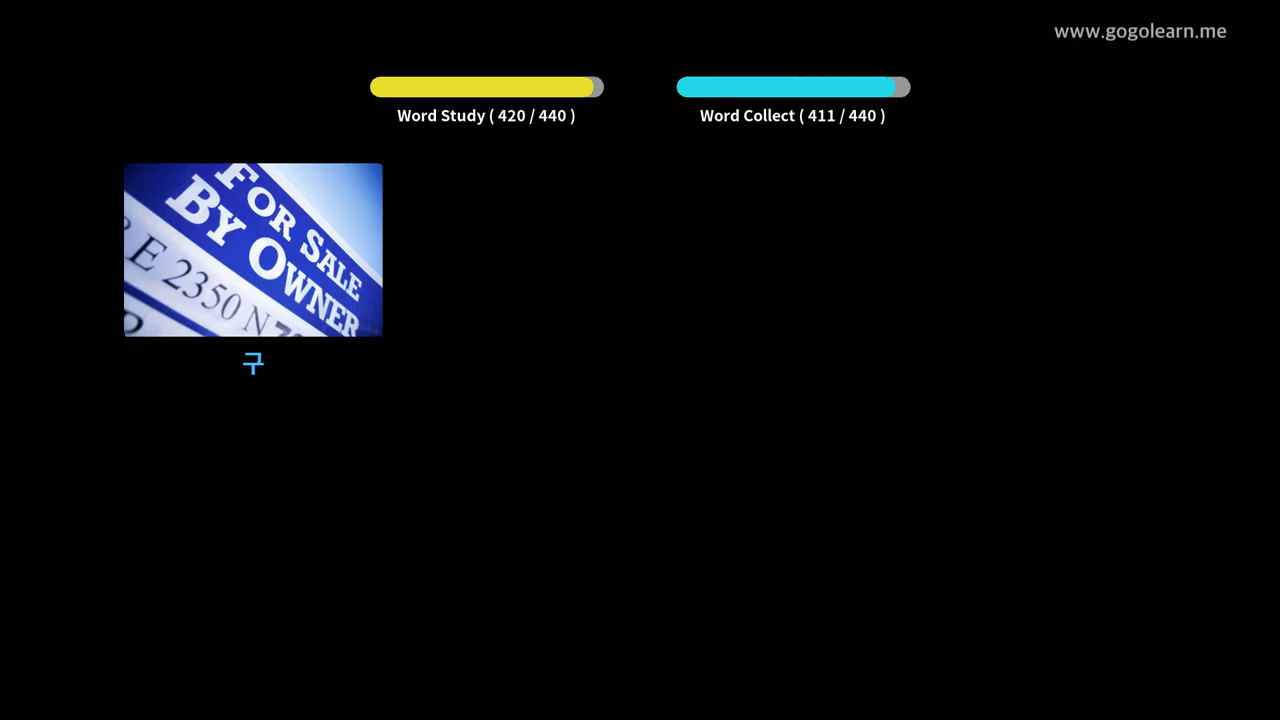 www.gogolearn.me
Word Study ( 420 / 440 )
Word Collect ( 411 / 440 )
FOR SALE
BY OWNER
E 2350 N
구